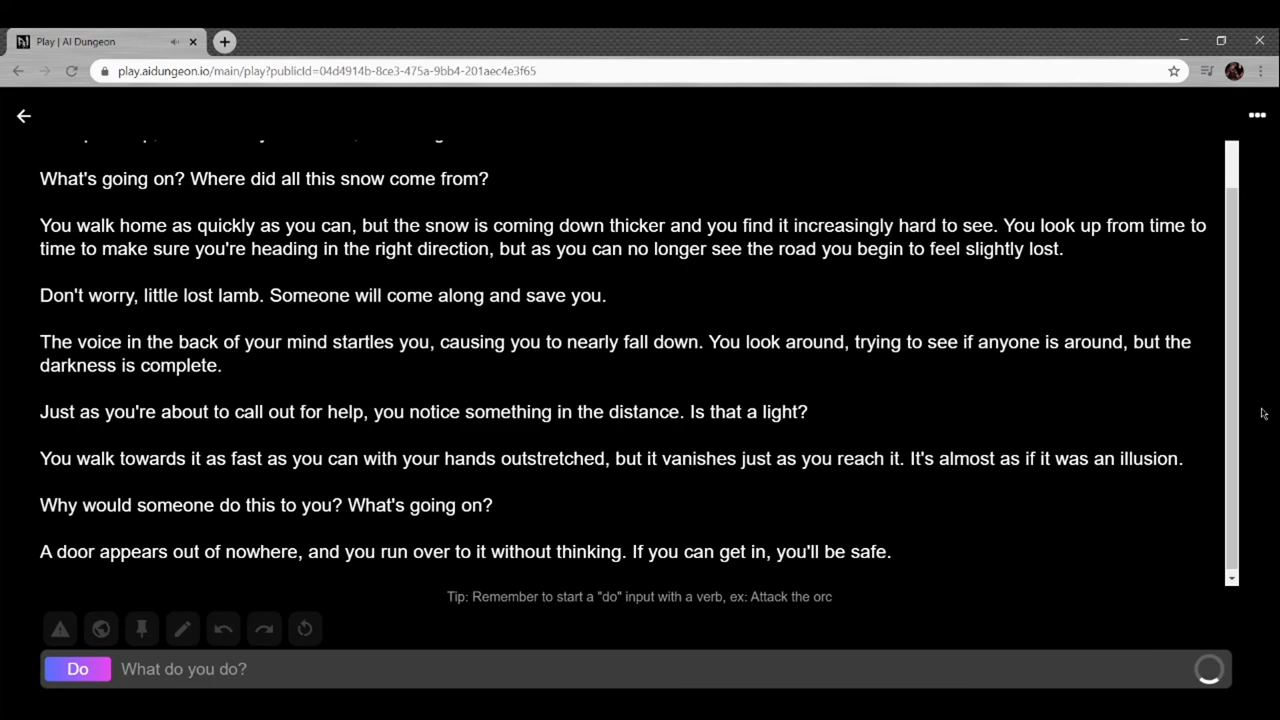 Play | AI Dungeon
play.aidungeon.io/main/play?publicId=04d4914b-8ce3-475a-9bb4-201aec4e3f65
What's going on? Where did all this snow come from?
You walk home as quickly as you can, but the snow is coming down thicker and you find it increasingly hard to see. You look up from time to
time to make sure you're heading in the right direction, but as you can no longer see the road you begin to feel slightly lost.
Don't worry, little lost lamb. Someone will come along and save you.
The voice in the back of your mind startles you, causing you to nearly fall down. You look around, trying to see if anyone is around, but the
darkness is complete.
Just as you're about to call out for help, you notice something in the distance. Is that a light?
You walk towards it as fast as you can with your hands outstretched, but it vanishes just as you reach it. It's almost as if it was an illusion.
Why would someone do this to you? What's going on?
A door appears out of nowhere, and you run over to it without thinking. If you can get in, you'll be safe.
Tip: Remember to start a "do" input with a verb, ex: Attack the orc
Do What do you do?